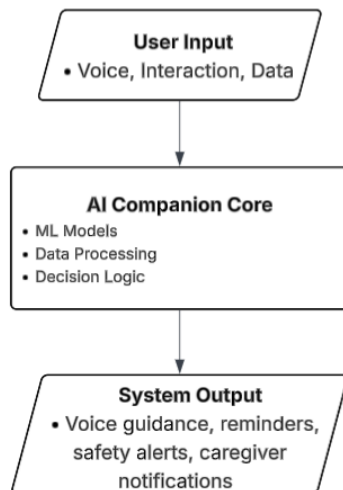 User Input
• Voice, Interaction, Data
AI Companion Core
• ML Models
• Data Processing
• Decision Logic
System Output
• Voice guidance, reminders,
safety alerts, caregiver
notifications